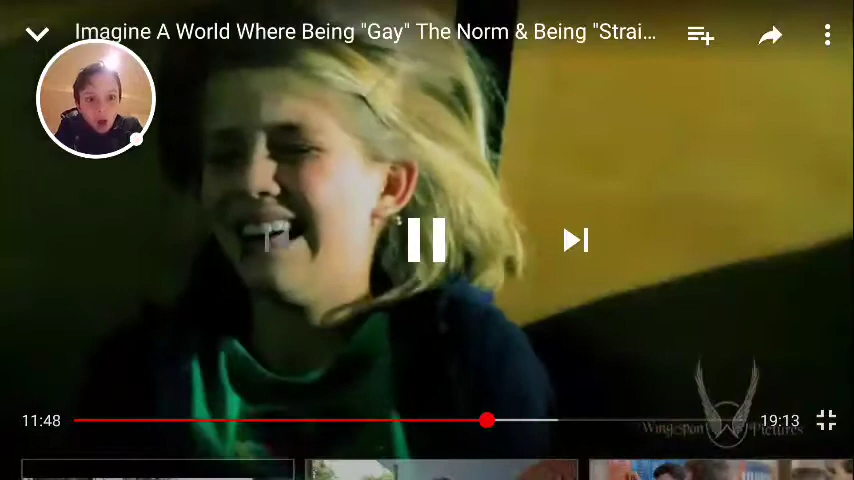 Imagine A World Where Being "Gay" The Norm & Being "Strai...
11:48
19:13
Wingspan Pictures